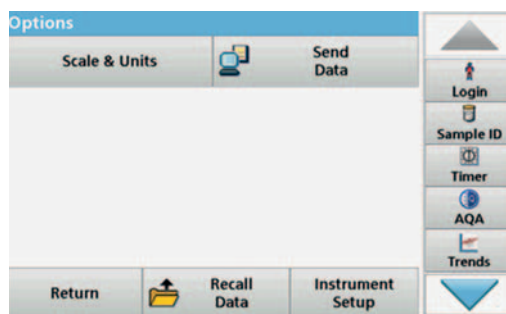 Options
Scale & Units
Send
Data
Login
Sample ID
Timer
AQA
Trends
Return
Recall
Data
Instrument
Setup